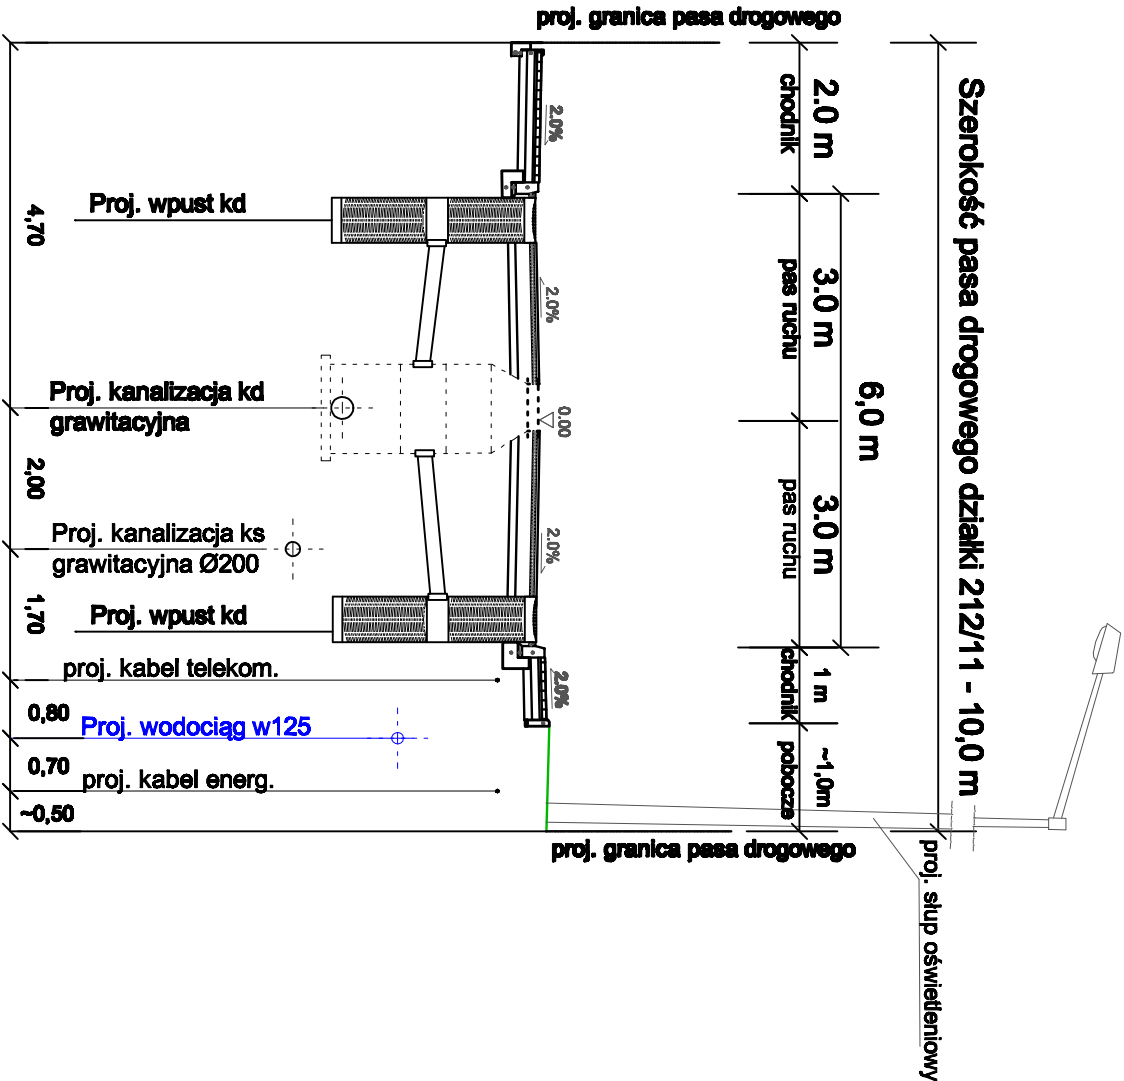 proj. granica pasa drogowego
Szerokość pasa drogowego działki 212/11 - 10,0 m
2.0 m
chodnik
3.0 m
pas ruchu
6,0 m
3.0 m
pas ruchu
1 m
chodnik
~1,0m
pobocze
2.0%
2.0%
0.00
2.0%
2.0%
Proj. wpust kd
4,70
Proj. kanalizacja kd
grawitacyjna
2,00
Proj. kanalizacja ks
grawitacyjna Ø200
1,70
Proj. wpust kd
proj. kabel telekom.
0,80
Proj. wodociąg w125
0,70
proj. kabel energ.
~0,50
proj. granica pasa drogowego
proj. słup oświetleniowy